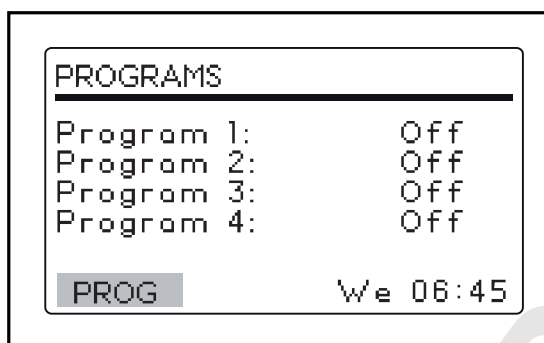 PROGRAMS
Program 1: Off
Program 2: Off
Program 3: Off
Program 4: Off
PROG We 06:45